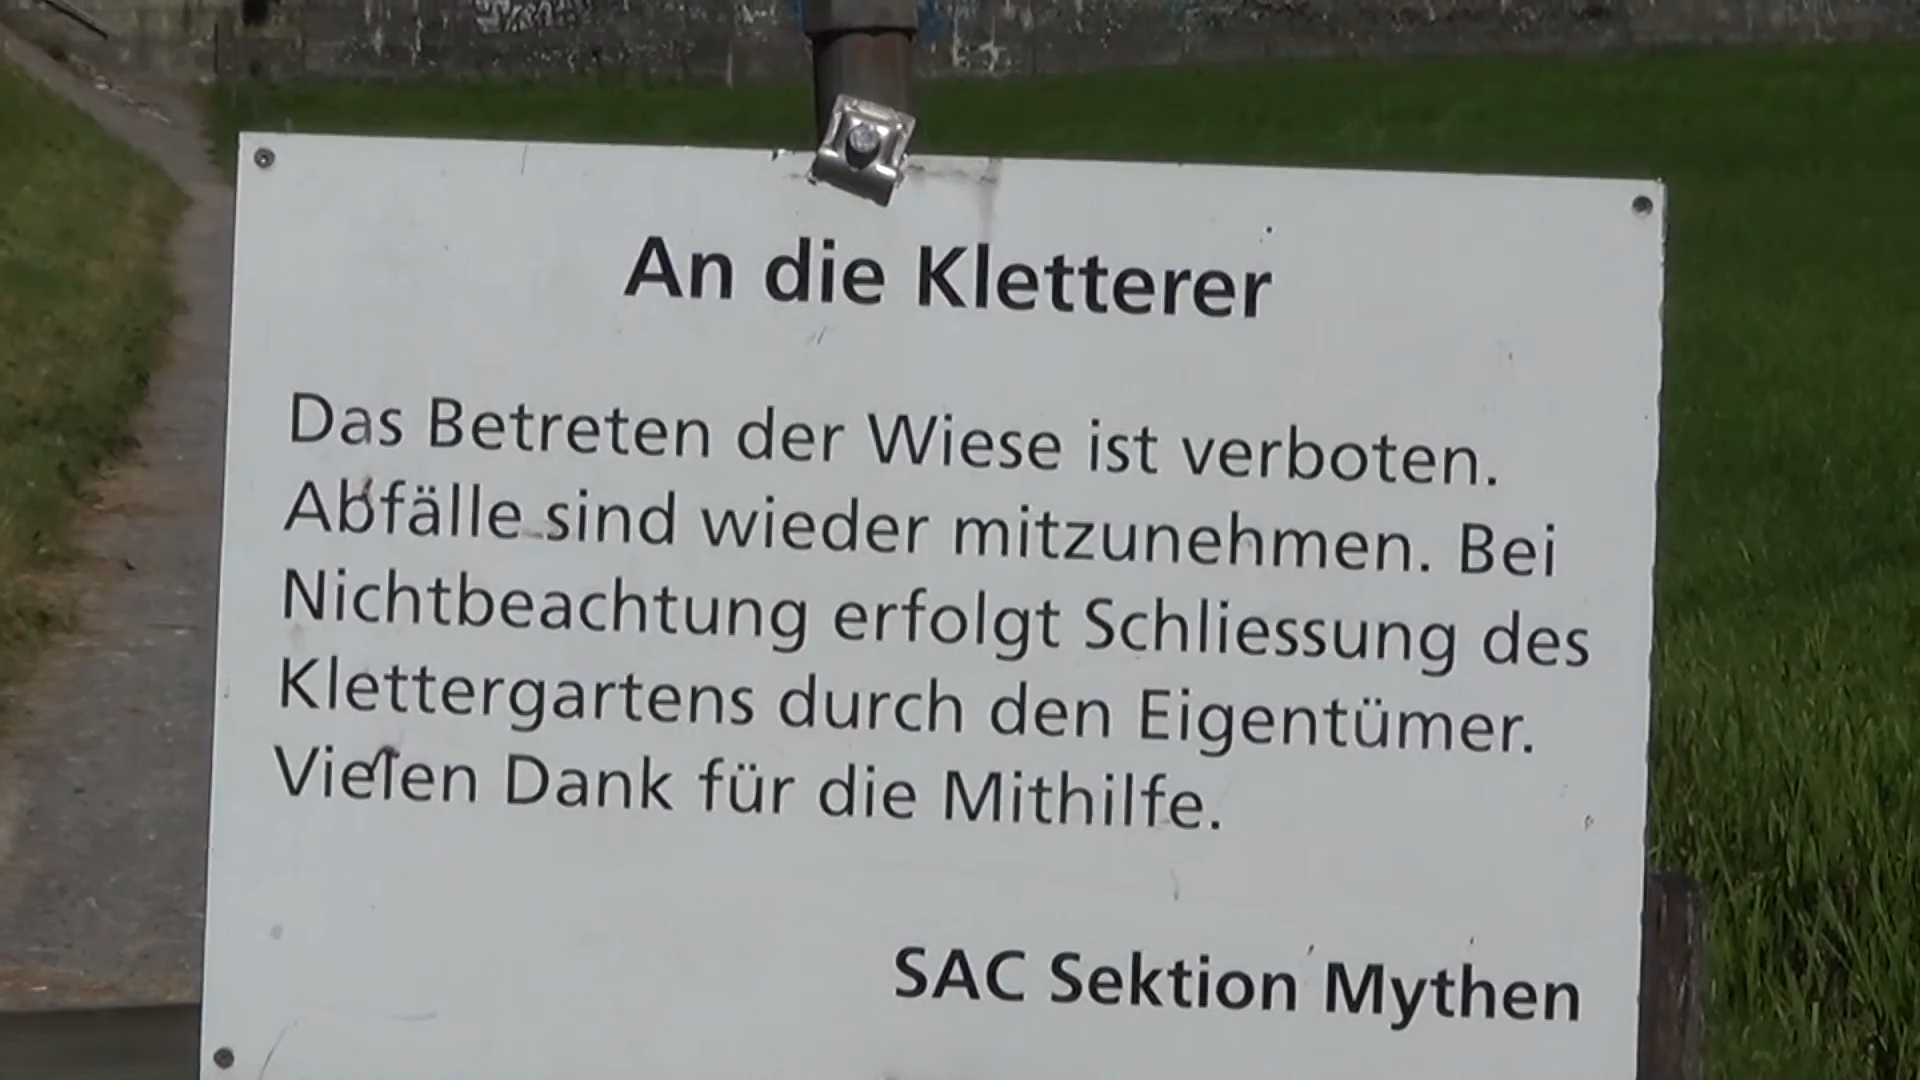 An die Kletterer
Das Betreten der Wiese ist verboten.
Abfälle sind wieder mitzunehmen. Bei
Nichtbeachtung erfolgt Schliessung des
Klettergartens durch den Eigentümer.
Vielen Dank für die Mithilfe.
SAC Sektion Mythen